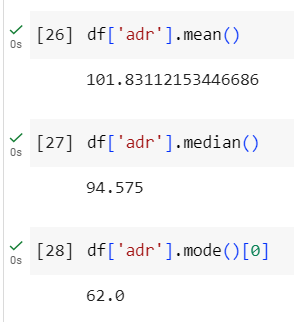 [26] df['adr'].mean()
0s
101.83112153446686
[27] df['adr'].median()
0s
94.575
[28] df['adr'].mode()[0]
0s
62.0